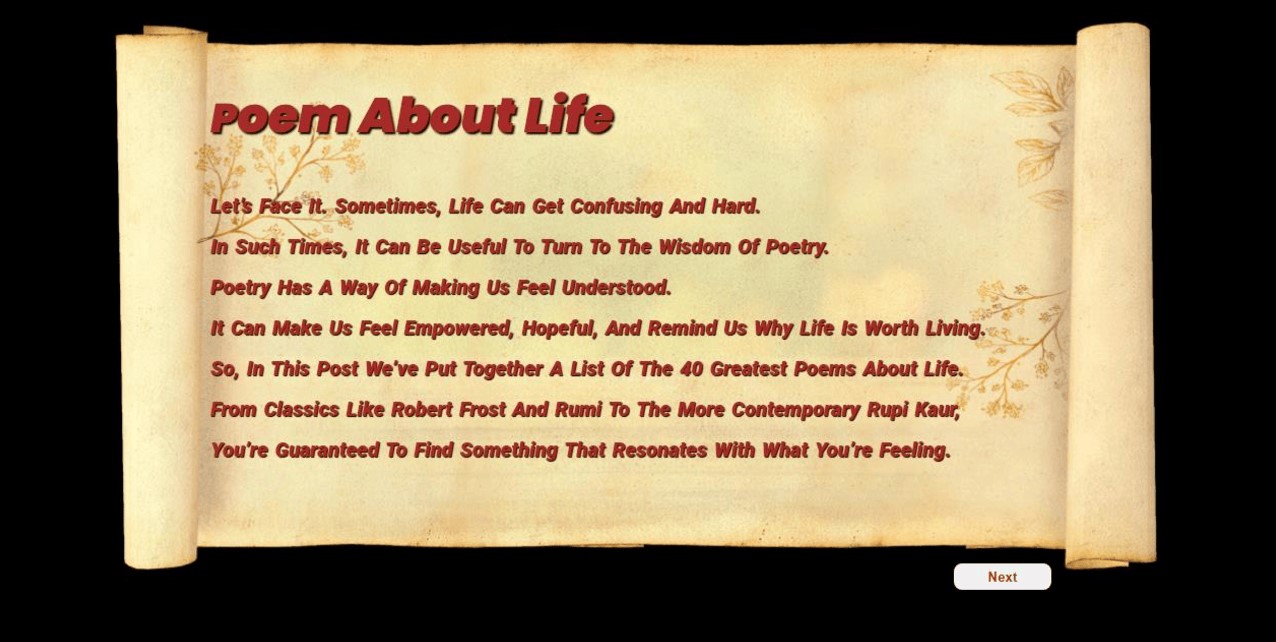 Poem About Life
Let's Face It. Sometimes, Life Can Get Confusing And Hard.
In Such Times, It Can Be Useful To Turn To The Wisdom Of Poetry.
Poetry Has A Way Of Making Us Feel Understood.
It Can Make Us Feel Empowered, Hopeful, And Remind Us Why Life Is Worth Living.
So, In This Post We've Put Together A List Of The 40 Greatest Poems About Life.
From Classics Like Robert Frost And Rumi To The More Contemporary Rupi Kaur,
You're Guaranteed To Find Something That Resonates With What You're Feeling.
Next